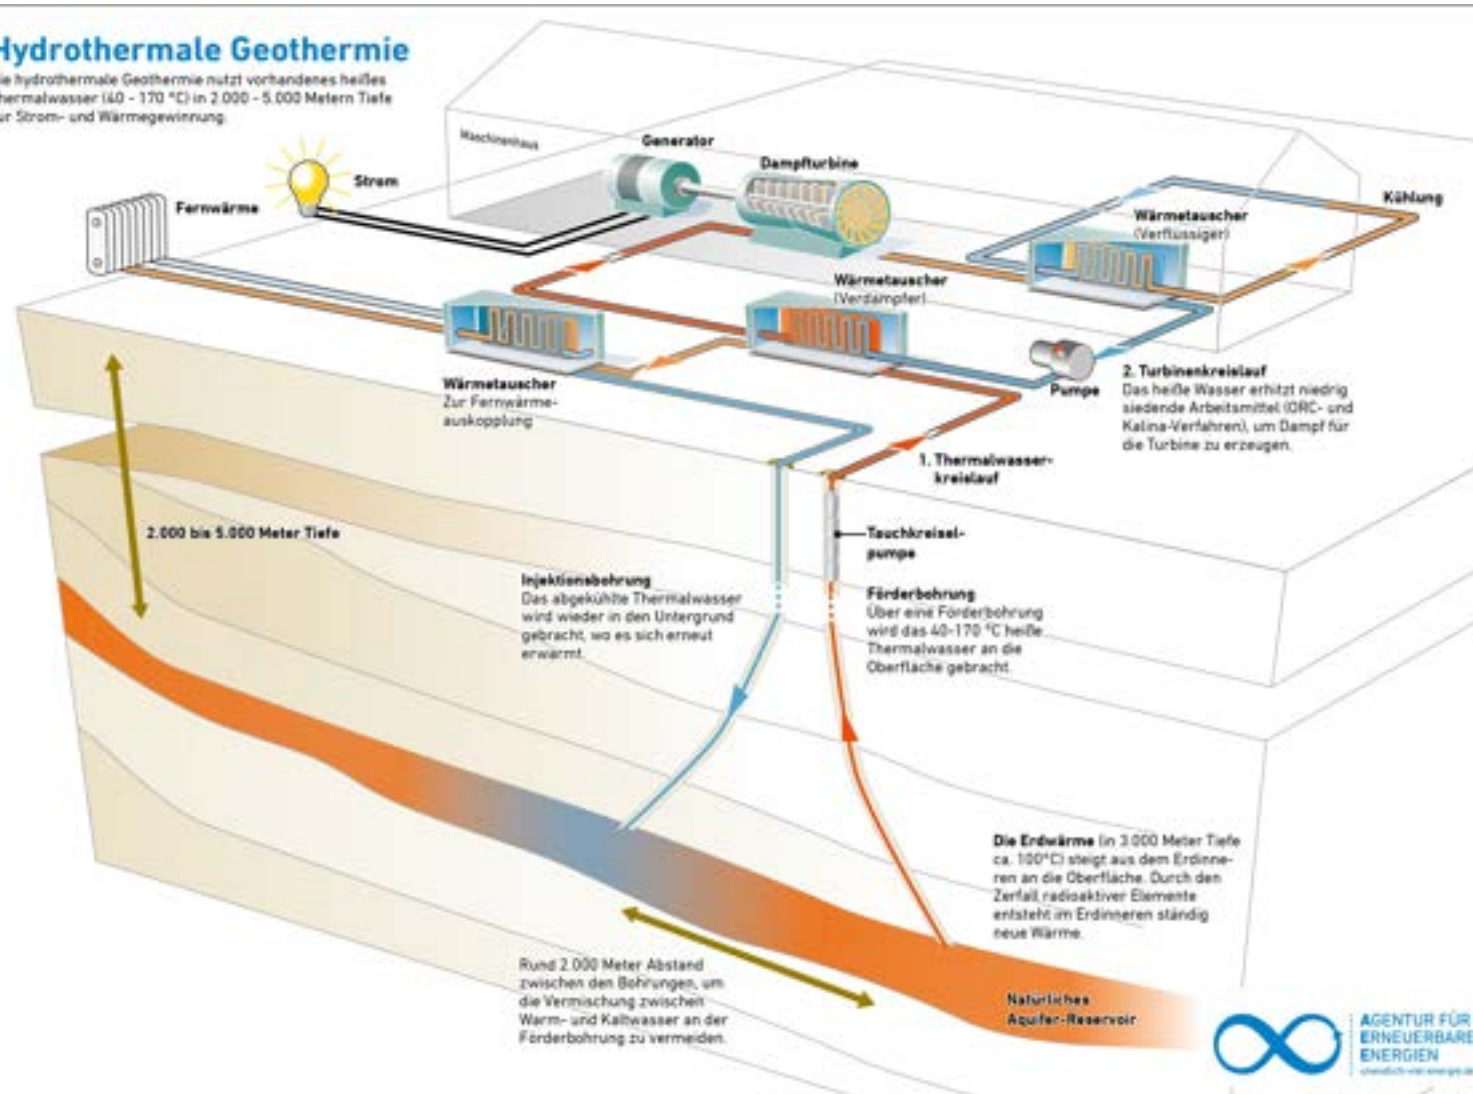 Hydrothermale Geothermie
ie hydrothermale Geothermie nutzt vorhandenes heißes
hermalwasser (40 - 170 °C) in 2.000 - 5.000 Metern Tiefe
ur Strom- und Wärmegewinnung.
Maschinenhaus
Generator
Dampfturbine
Strom
Fernwärme
Kühlung
Wärmetauscher
(Verflüssiger)
Wärmetauscher
(Verdampfer)
Wärmetauscher
Zur Fernwärme-
auskopplung
Pumpe
2. Turbinenkreislauf
Das heiße Wasser erhitzt niedrig
siedende Arbeitsmittel (ORC- und
Kalina-Verfahren), um Dampf für
die Turbine zu erzeugen.
1. Thermalwasser-
kreislauf
2.000 bis 5.000 Meter Tiefe
Tauchkreisel-
pumpe
Injektionsbohrung
Das abgekühlte Thermalwasser
wird wieder in den Untergrund
gebracht, wo es sich erneut
erwärmt.
Förderbohrung
Über eine Förderbohrung
wird das 40-170 °C heiße
Thermalwasser an die
Oberfläche gebracht.
Die Erdwärme (in 3.000 Meter Tiefe
ca. 100°C) steigt aus dem Erdinne-
ren an die Oberfläche. Durch den
Zerfall radioaktiver Elemente
entsteht im Erdinneren ständig
neue Wärme.
Rund 2.000 Meter Abstand
zwischen den Bohrungen, um
die Vermischung zwischen
Warm- und Kaltwasser an der
Förderbohrung zu vermeiden.
Natürliches
Aquifer-Reservoir
AGENTUR FÜR
ERNEUERBARE
ENERGIEN